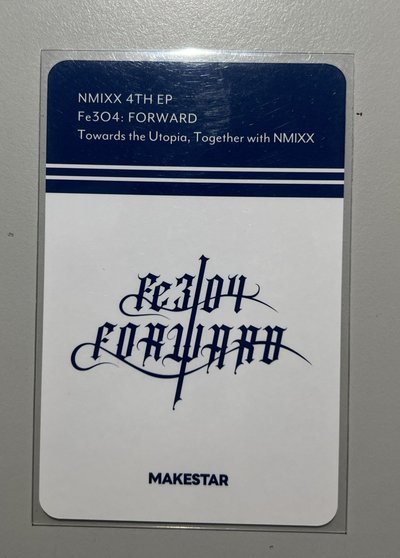 NMIXX 4TH EP
Fe3O4: FORWARD
Towards the Utopia, Together with NMIXX
Fe3O4
FORWARD
MAKESTAR